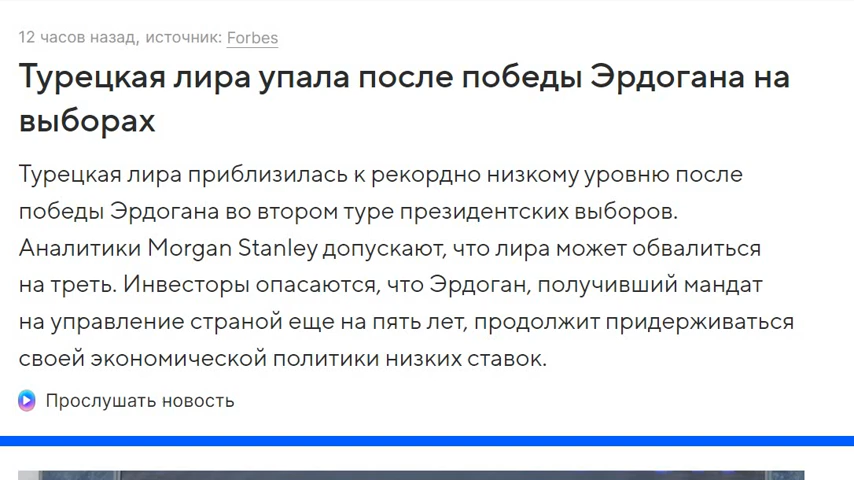 12 часов назад, источник: Forbes
Турецкая лира упала после победы Эрдогана на
выборах
Турецкая лира приблизилась к рекордно низкому уровню после
победы Эрдогана во втором туре президентских выборов.
Аналитики Morgan Stanley допускают, что лира может обвалиться
на треть. Инвесторы опасаются, что Эрдоган, получивший мандат
на управление страной еще на пять лет, продолжит придерживаться
своей экономической политики низких ставок.
Прослушать новость